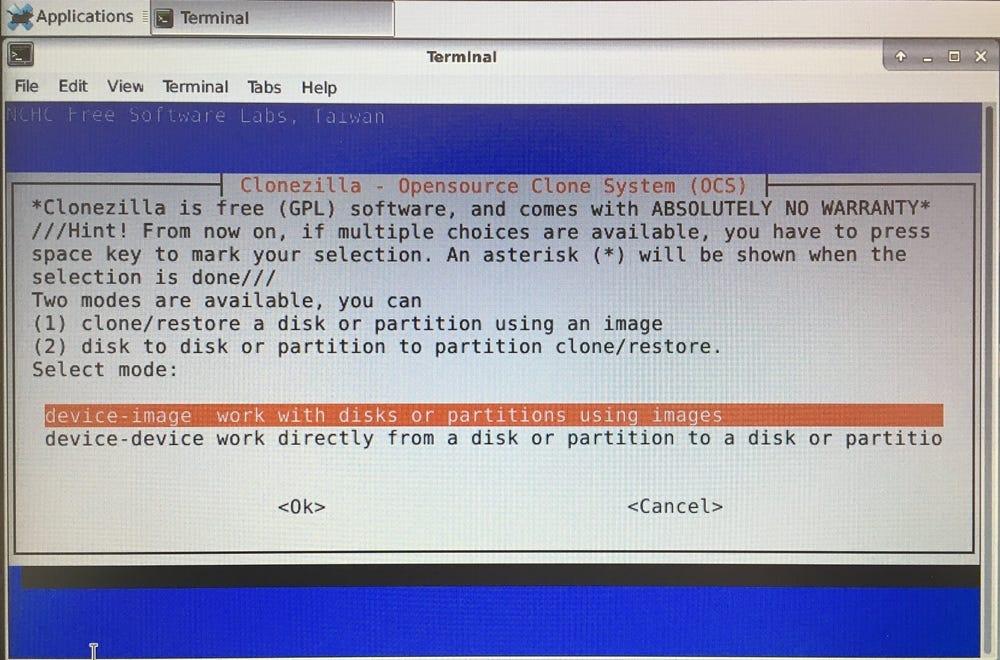 Applications Terminal
Terminal
File Edit View Terminal Tabs Help
NCHC Free Software Labs, Taiwan
Clonezilla - Opensource Clone System (OCS)
*Clonezilla is free (GPL) software, and comes with ABSOLUTELY NO WARRANTY*
///Hint! From now on, if multiple choices are available, you have to press
space key to mark your selection. An asterisk (*) will be shown when the
selection is done///
Two modes are available, you can
(1) clone/restore a disk or partition using an image
(2) disk to disk or partition to partition clone/restore.
Select mode:
device-image work with disks or partitions using images
device-device work directly from a disk or partition to a disk or partitio
<Ok> <Cancel>